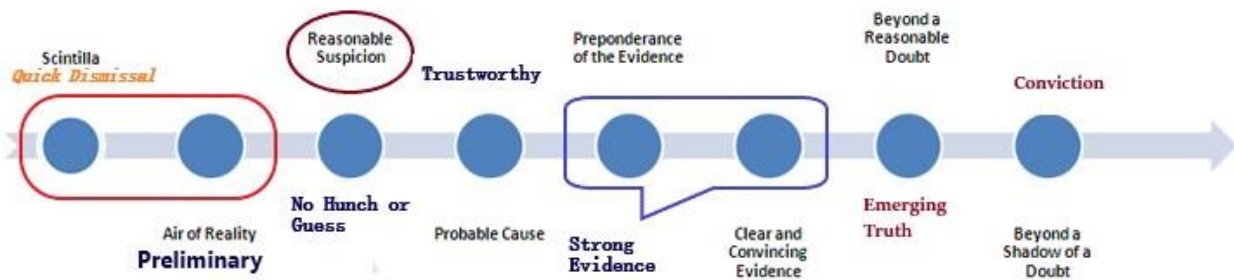 Scintilla
Quick Dismissal
Air of Reality
Preliminary
Reasonable
Suspicion
No Hunch or
Guess
Trustworthy
Probable Cause
Preponderance
of the Evidence
Strong
Evidence
Clear and
Convincing
Evidence
Beyond a
Reasonable
Doubt
Emerging
Truth
Conviction
Beyond a
Shadow of a
Doubt